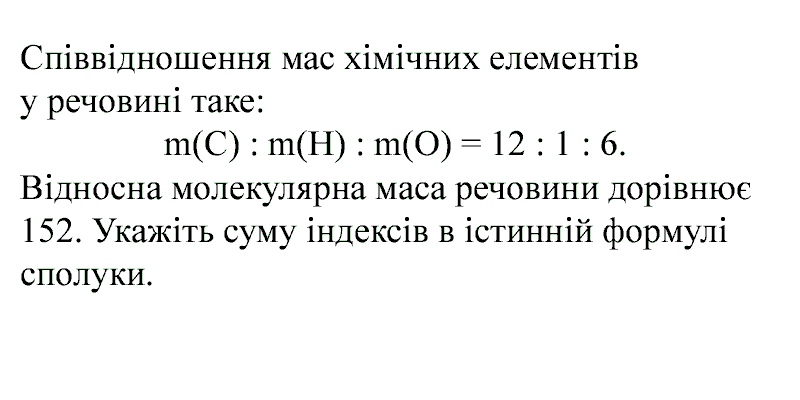 Співвідношення мас хімічних елементів
у речовині таке:
m(C) : m(H) : m(O) = 12 : 1 : 6.
Відносна молекулярна маса речовини дорівнює
152. Укажіть суму індексів в істинній формулі
сполуки.